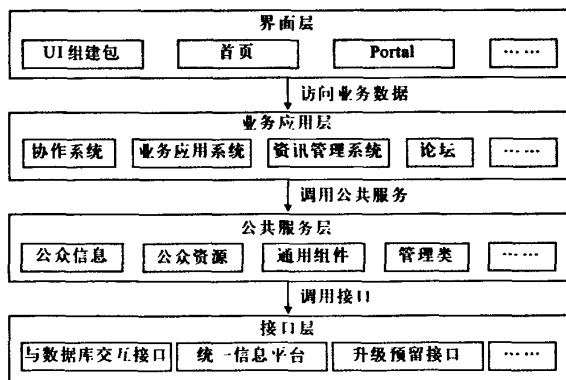 界面层
UI 组建包 首页 Portal ……
访问业务数据
业务应用层
协作系统 业务应用系统 资讯管理系统 论坛 ……
调用公共服务
公共服务层
公众信息 公众资源 通用组件 管理类 ……
调用接口
接口层
与数据库交互接口 统一信息平台 升级预留接口 ……